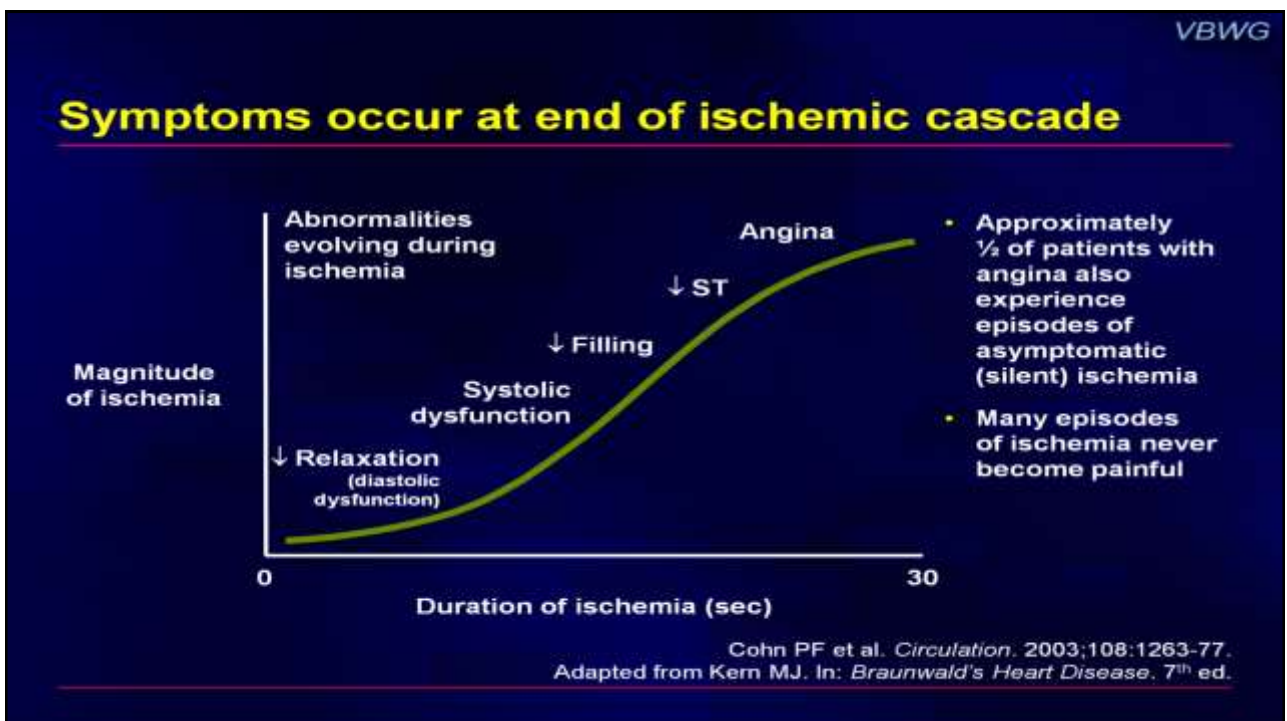 VBWG
Symptoms occur at end of ischemic cascade
Abnormalities
evolving during
ischemia
Angina
↓ ST
↓ Filling
Systolic
dysfunction
↓ Relaxation
(diastolic
dysfunction)
Magnitude
of ischemia
0
30
Duration of ischemia (sec)
• Approximately
½ of patients with
angina also
experience
episodes of
asymptomatic
(silent) ischemia
• Many episodes
of ischemia never
become painful
Cohn PF et al. Circulation. 2003;108:1263-77.
Adapted from Kern MJ. In: Braunwald's Heart Disease. 7th ed.